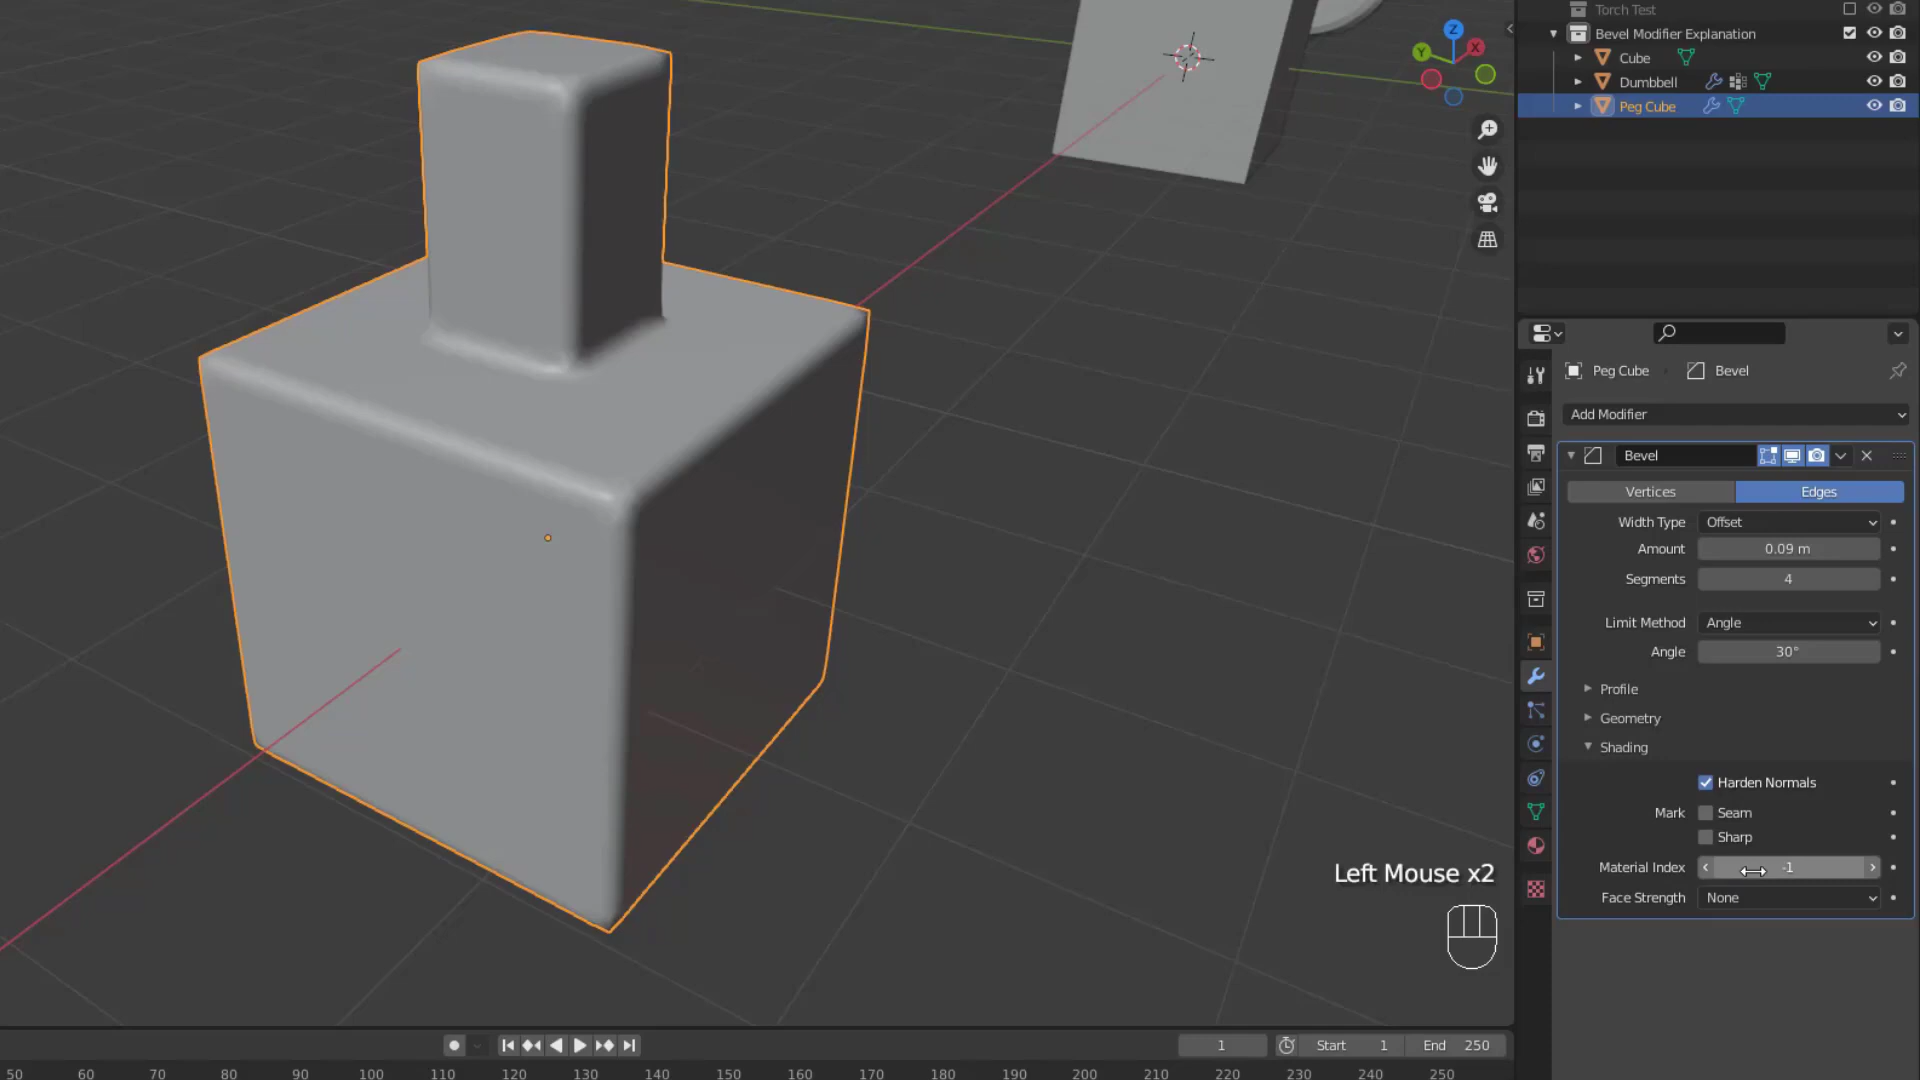 Torch Test
Bevel Modifier Explanation
Cube
Dumbbell
Peg Cube
Z
Y
X
Peg Cube
Bevel
Add Modifier
Bevel
Vertices
Edges
Width Type
Offset
Amount
0.09 m
Segments
4
Limit Method
Angle
Angle
30°
Profile
Geometry
Shading
Harden Normals
Mark
Seam
Sharp
Material Index
-1
Face Strength
None
Left Mouse x2
1
Start
1
End
250
50 60 70 80 90 100 110 120 130 140 150 160 170 180 190 200 210 220 230 240 250